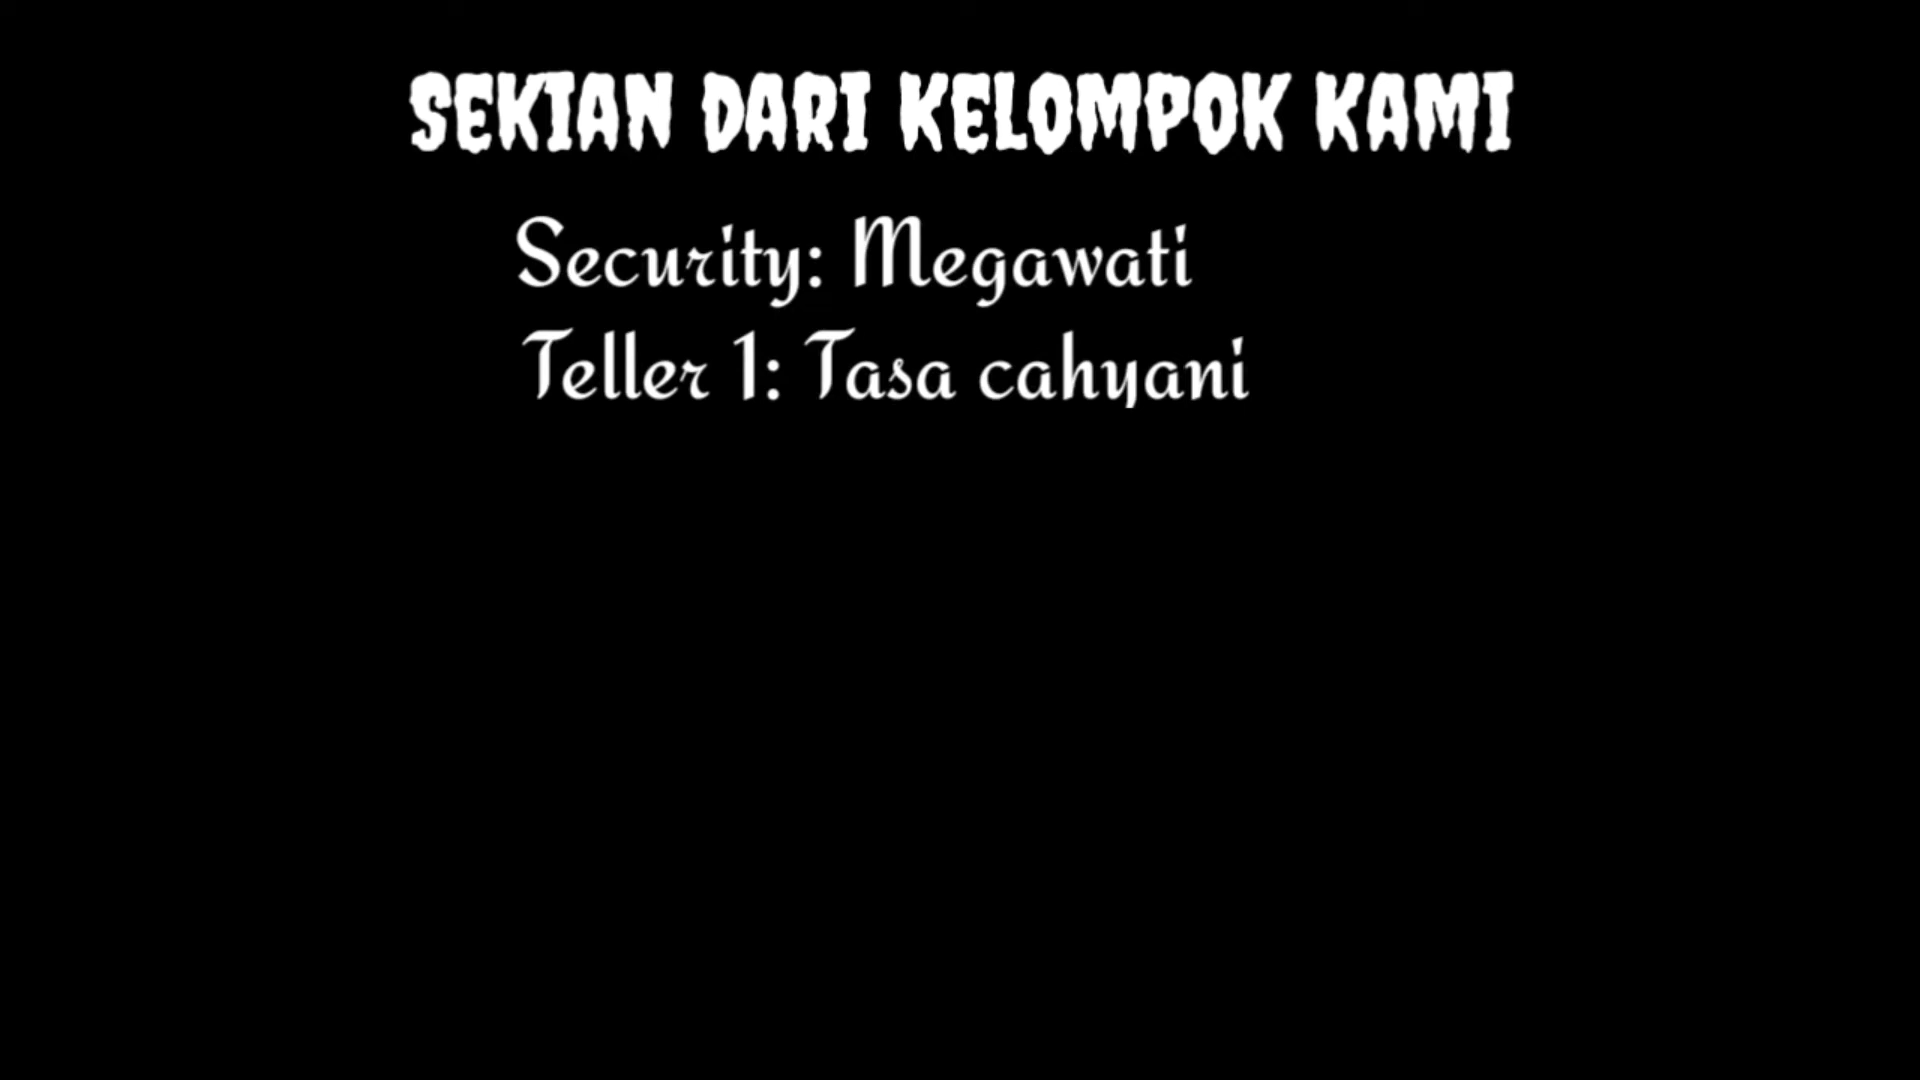 SEKIAN DARI KELOMPOK KAMI
Security: Megawati
Teller 1: Tasa cahyani